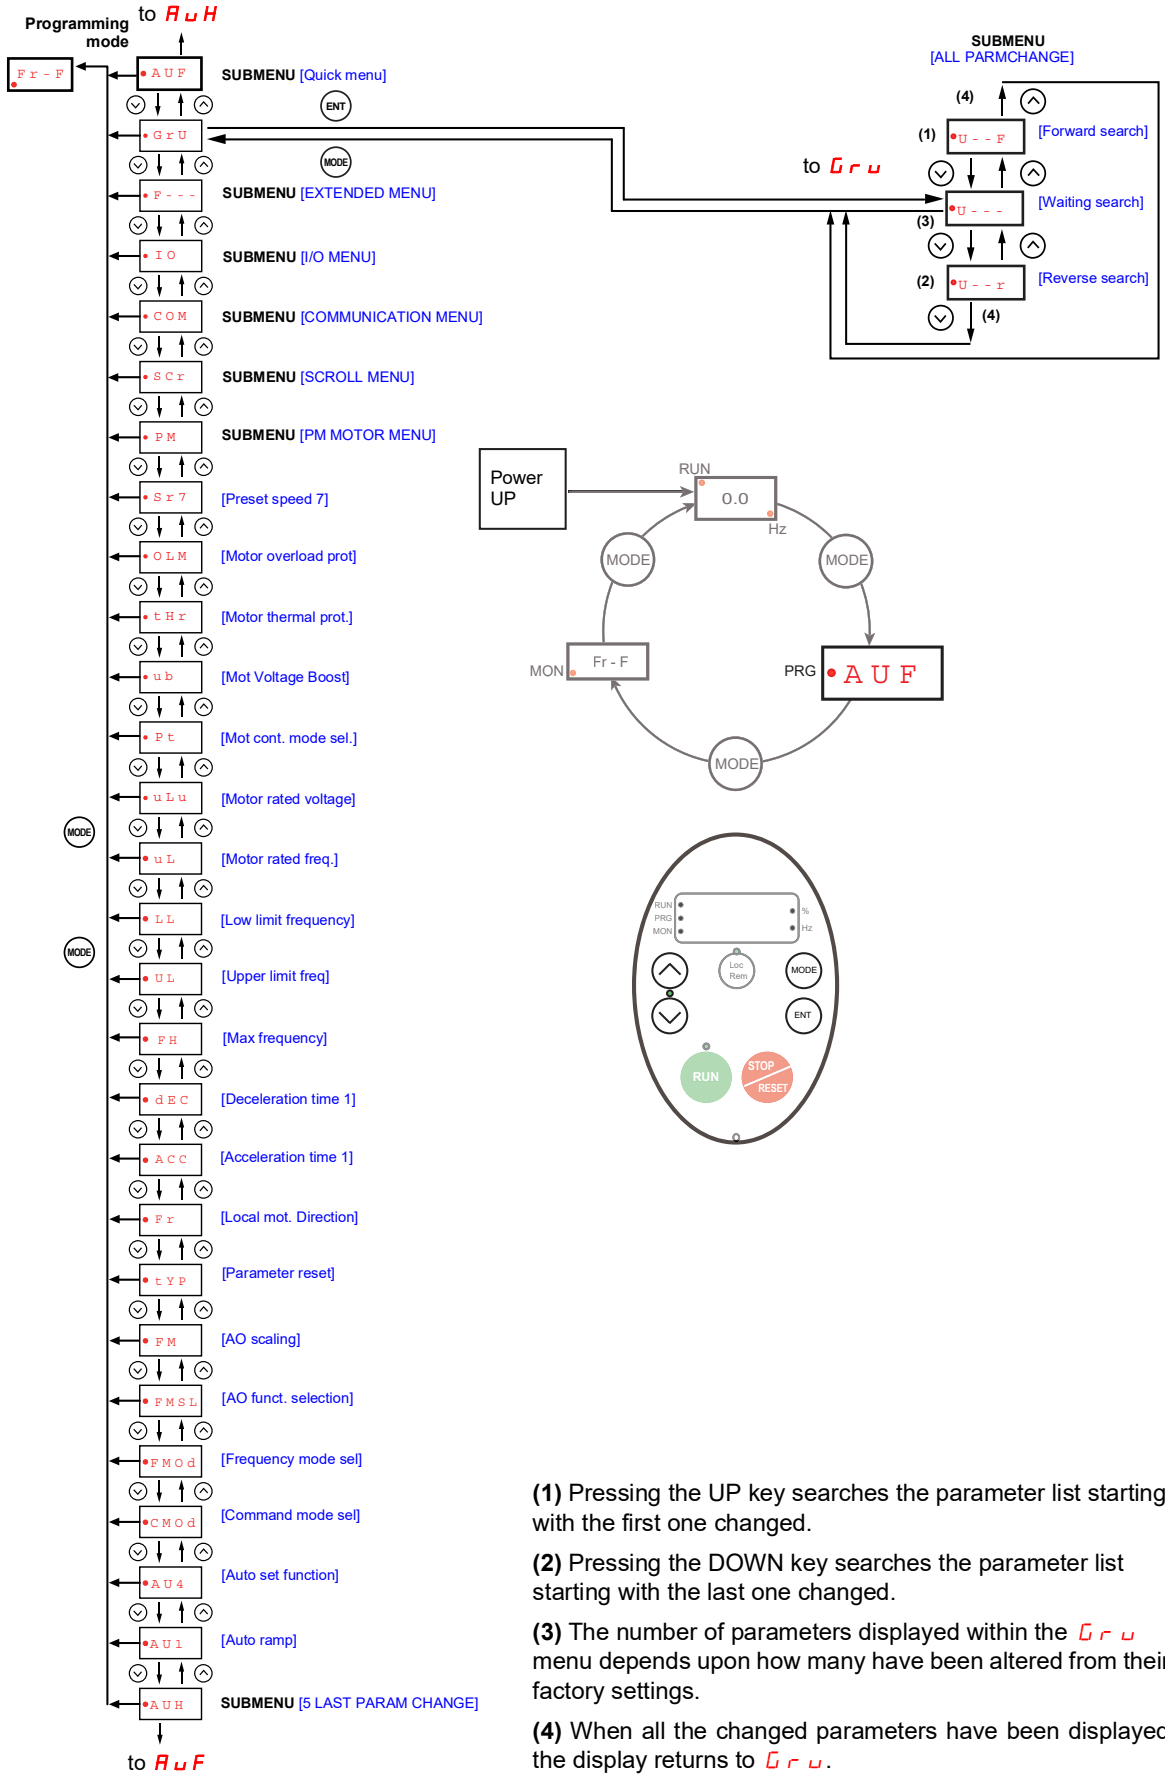 Programming mode
to AuH
Fr-F
AUF
SUBMENU [Quick menu]
ENT
GrU
MODE
F---
SUBMENU [EXTENDED MENU]
IO
SUBMENU [I/O MENU]
COM
SUBMENU [COMMUNICATION MENU]
SCr
SUBMENU [SCROLL MENU]
PM
SUBMENU [PM MOTOR MENU]
Sr7
[Preset speed 7]
OLM
[Motor overload prot]
tHr
[Motor thermal prot.]
ub
[Mot Voltage Boost]
Pt
[Mot cont. mode sel.]
uLu
[Motor rated voltage]
MODE
uL
[Motor rated freq.]
LL
[Low limit frequency]
MODE
UL
[Upper limit freq]
FH
[Max frequency]
dEC
[Deceleration time 1]
ACC
[Acceleration time 1]
Fr
[Local mot. Direction]
tYP
[Parameter reset]
FM
[AO scaling]
FMSL
[AO funct. selection]
FMOd
[Frequency mode sel]
CMOd
[Command mode sel]
AU4
[Auto set function]
AU1
[Auto ramp]
AUH
SUBMENU [5 LAST PARAM CHANGE]
to AuF
SUBMENU
[ALL PARMCHANGE]
(4)
(1)
U--F
[Forward search]
to Gru
U---
[Waiting search]
(3)
(2)
U--r
[Reverse search]
(4)
Power UP
RUN
0.0
Hz
MODE
MODE
MON
Fr - F
PRG
AUF
MODE
RUN
PRG
MON
%
Hz
Loc
Rem
MODE
ENT
RUN
STOP
RESET
(1) Pressing the UP key searches the parameter list starting
with the first one changed.
(2) Pressing the DOWN key searches the parameter list
starting with the last one changed.
(3) The number of parameters displayed within the Gru
menu depends upon how many have been altered from their
factory settings.
(4) When all the changed parameters have been displayed
the display returns to Gru.